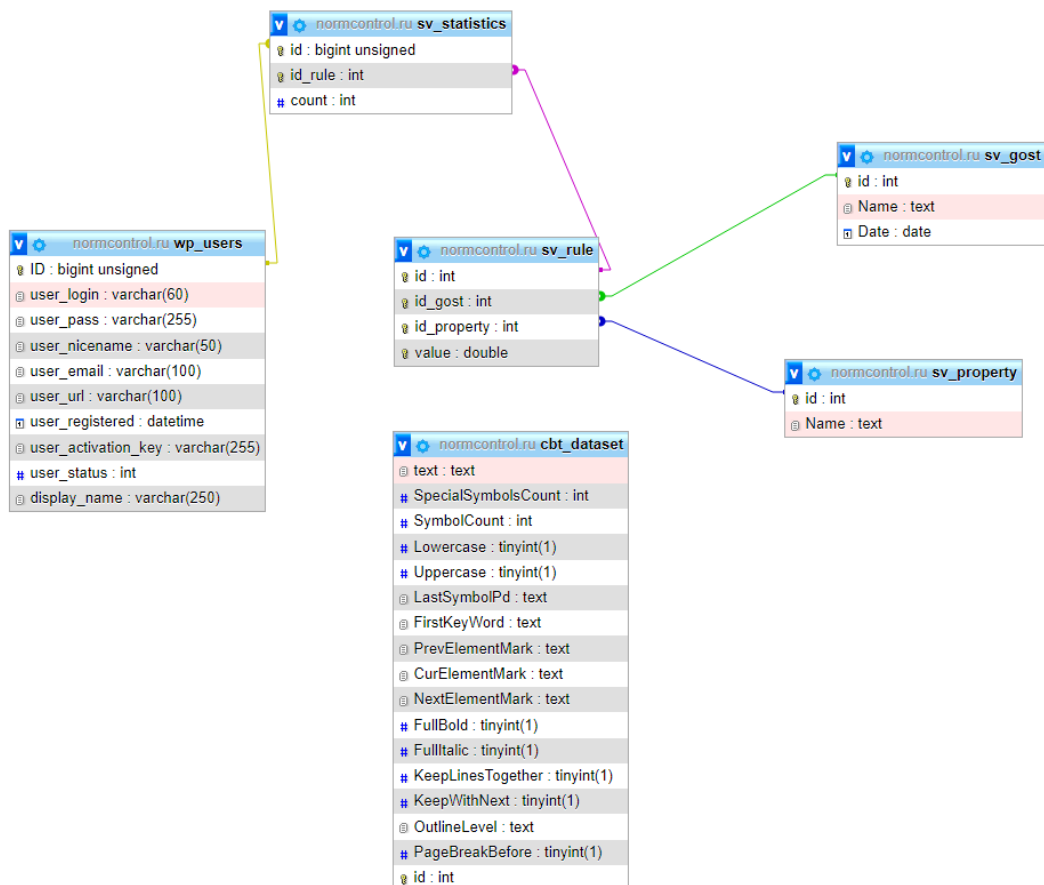 v normcontrol.ru sv_statistics
id : bigint unsigned
id_rule : int
# count : int
v normcontrol.ru sv_gost
id : int
Name : text
Date : date
v normcontrol.ru wp_users
ID : bigint unsigned
user_login : varchar(60)
user_pass : varchar(255)
user_nicename : varchar(50)
user_email : varchar(100)
user_url : varchar(100)
user_registered : datetime
user_activation_key : varchar(255)
# user_status : int
display_name : varchar(250)
v normcontrol.ru sv_rule
id : int
id_gost : int
id_property : int
value : double
v normcontrol.ru sv_property
id : int
Name : text
v normcontrol.ru cbt_dataset
text : text
# SpecialSymbolsCount : int
# SymbolCount : int
# Lowercase : tinyint(1)
# Uppercase : tinyint(1)
LastSymbolPd : text
FirstKeyWord : text
PrevElementMark : text
CurElementMark : text
NextElementMark : text
# FullBold : tinyint(1)
# FullItalic : tinyint(1)
# KeepLinesTogether : tinyint(1)
# KeepWithNext : tinyint(1)
OutlineLevel : text
# PageBreakBefore : tinyint(1)
id : int